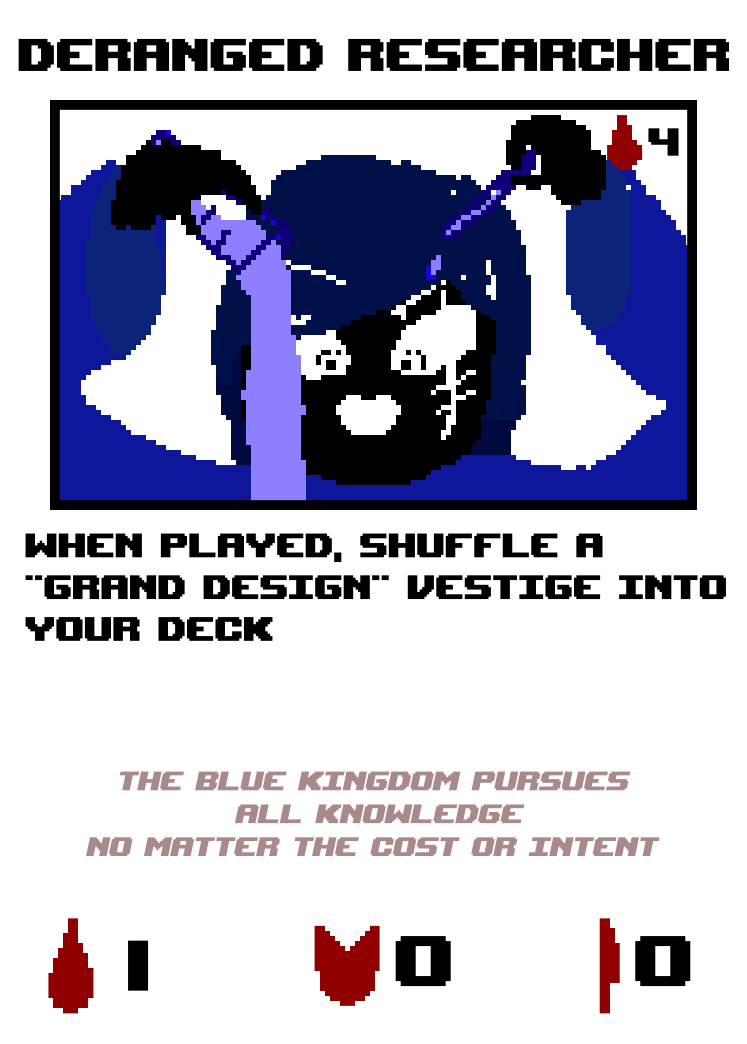 DERANGED RESEARCHER
4
WHEN PLAYED, SHUFFLE A
"GRAND DESIGN" VESTIGE INTO
YOUR DECK
THE BLUE KINGDOM PURSUES
ALL KNOWLEDGE
NO MATTER THE COST OR INTENT
1 0 0